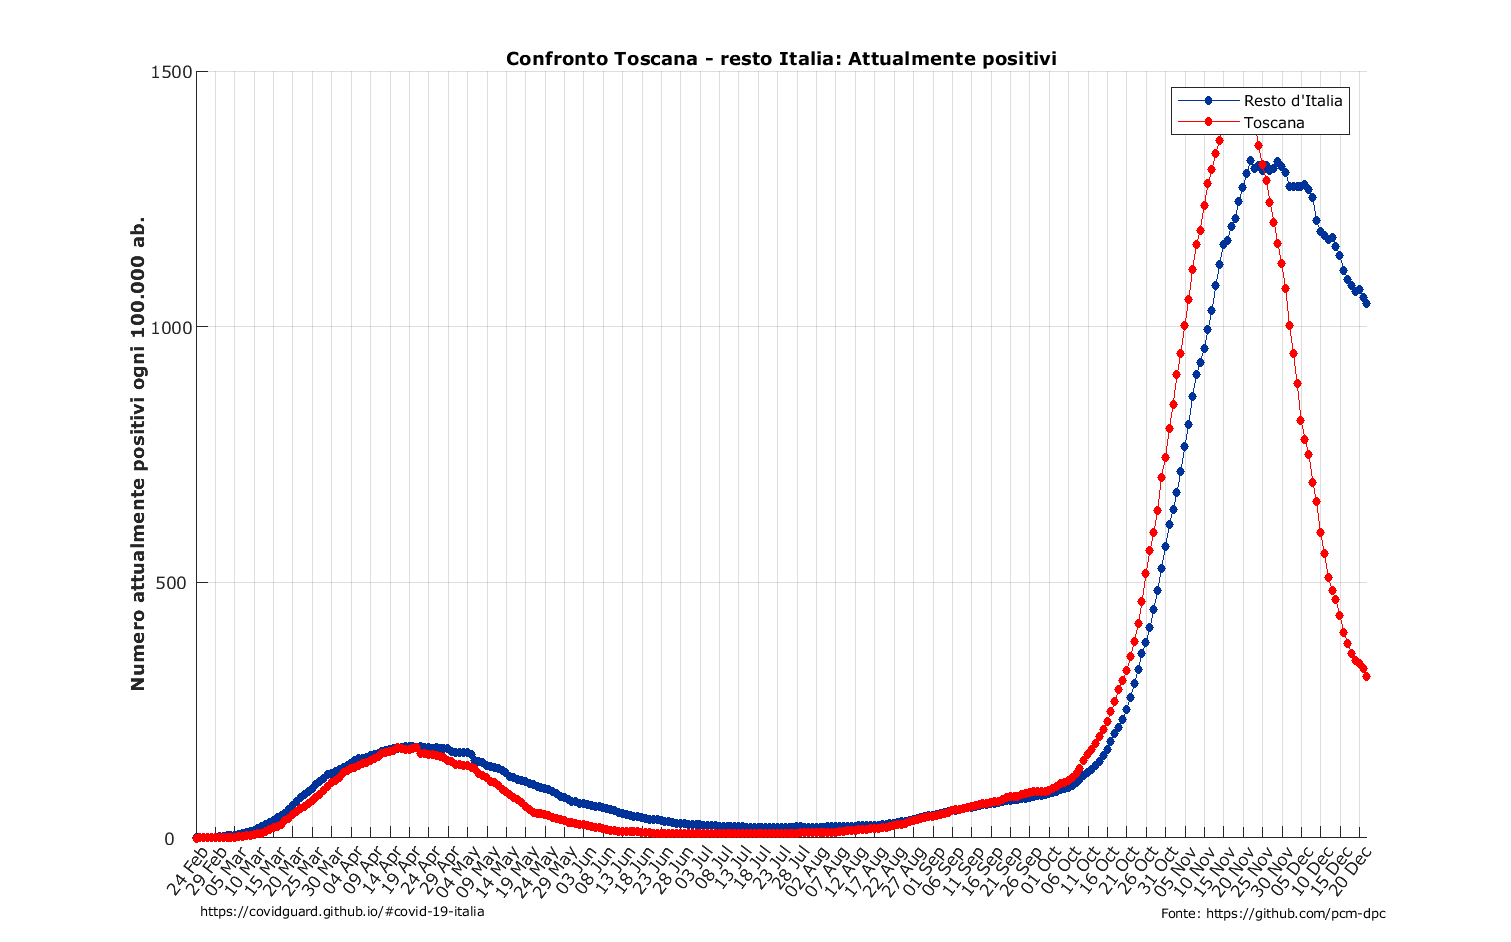 Confronto Toscana - resto Italia: Attualmente positivi
1500
1000
500
0
Numero attualmente positivi ogni 100.000 ab.
Resto d'Italia
Toscana
24 Feb
29 Feb
05 Mar
10 Mar
15 Mar
20 Mar
25 Mar
30 Mar
04 Apr
09 Apr
14 Apr
19 Apr
24 Apr
29 Apr
04 May
09 May
14 May
19 May
24 May
29 May
03 Jun
08 Jun
13 Jun
18 Jun
23 Jun
28 Jun
03 Jul
08 Jul
13 Jul
18 Jul
23 Jul
28 Jul
02 Aug
07 Aug
12 Aug
17 Aug
22 Aug
27 Aug
01 Sep
06 Sep
11 Sep
16 Sep
21 Sep
26 Sep
01 Oct
06 Oct
11 Oct
16 Oct
21 Oct
26 Oct
31 Oct
05 Nov
10 Nov
15 Nov
20 Nov
25 Nov
30 Nov
05 Dec
10 Dec
15 Dec
20 Dec
https://covidguard.github.io/#covid-19-italia
Fonte: https://github.com/pcm-dpc